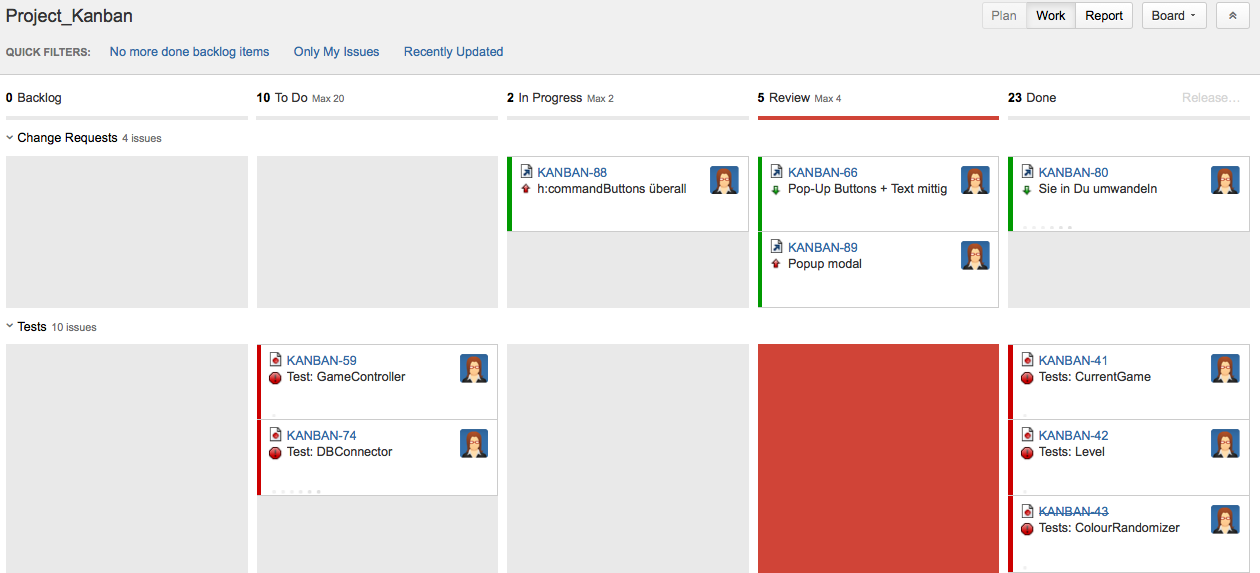 Project_Kanban
Plan Work Report Board
QUICK FILTERS: No more done backlog items Only My Issues Recently Updated
0 Backlog 10 To Do Max 20 2 In Progress Max 2 5 Review Max 4 23 Done Release…
Change Requests 4 issues
KANBAN-88 KANBAN-66 KANBAN-80
h:commandButtons überall Pop-Up Buttons + Text mittig Sie in Du umwandeln
KANBAN-89
Popup modal
Tests 10 issues
KANBAN-59 KANBAN-41
Test: GameController Tests: CurrentGame
KANBAN-74 KANBAN-42
Test: DBConnector Tests: Level
KANBAN-43
Tests: ColourRandomizer